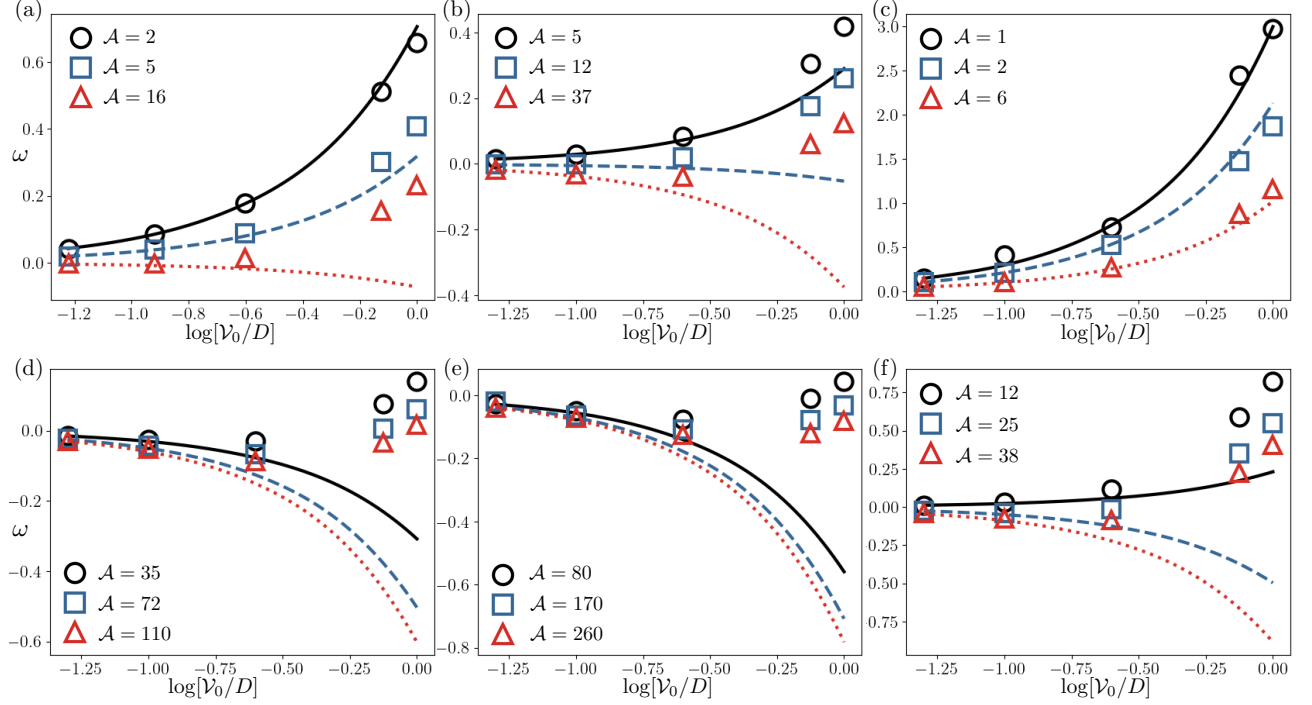 (a)
𝒜 = 2
𝒜 = 5
𝒜 = 16
0.6
0.4
0.2
0.0
ω
−1.2
−1.0
−0.8
−0.6
−0.4
−0.2
0.0
log[𝒱₀/D]
(b)
𝒜 = 5
𝒜 = 12
𝒜 = 37
0.4
0.2
0.0
−0.2
−0.4
−1.25
−1.00
−0.75
−0.50
−0.25
0.00
log[𝒱₀/D]
(c)
𝒜 = 1
𝒜 = 2
𝒜 = 6
3.0
2.5
2.0
1.5
1.0
0.5
0.0
−1.25
−1.00
−0.75
−0.50
−0.25
0.00
log[𝒱₀/D]
(d)
0.0
−0.2
−0.4
−0.6
ω
𝒜 = 35
𝒜 = 72
𝒜 = 110
−1.25
−1.00
−0.75
−0.50
−0.25
0.00
log[𝒱₀/D]
(e)
0.0
−0.2
−0.4
−0.6
−0.8
𝒜 = 80
𝒜 = 170
𝒜 = 260
−1.25
−1.00
−0.75
−0.50
−0.25
0.00
log[𝒱₀/D]
(f)
𝒜 = 12
𝒜 = 25
𝒜 = 38
0.75
0.50
0.25
0.00
0.25
0.50
0.75
−1.25
−1.00
−0.75
−0.50
−0.25
0.00
log[𝒱₀/D]